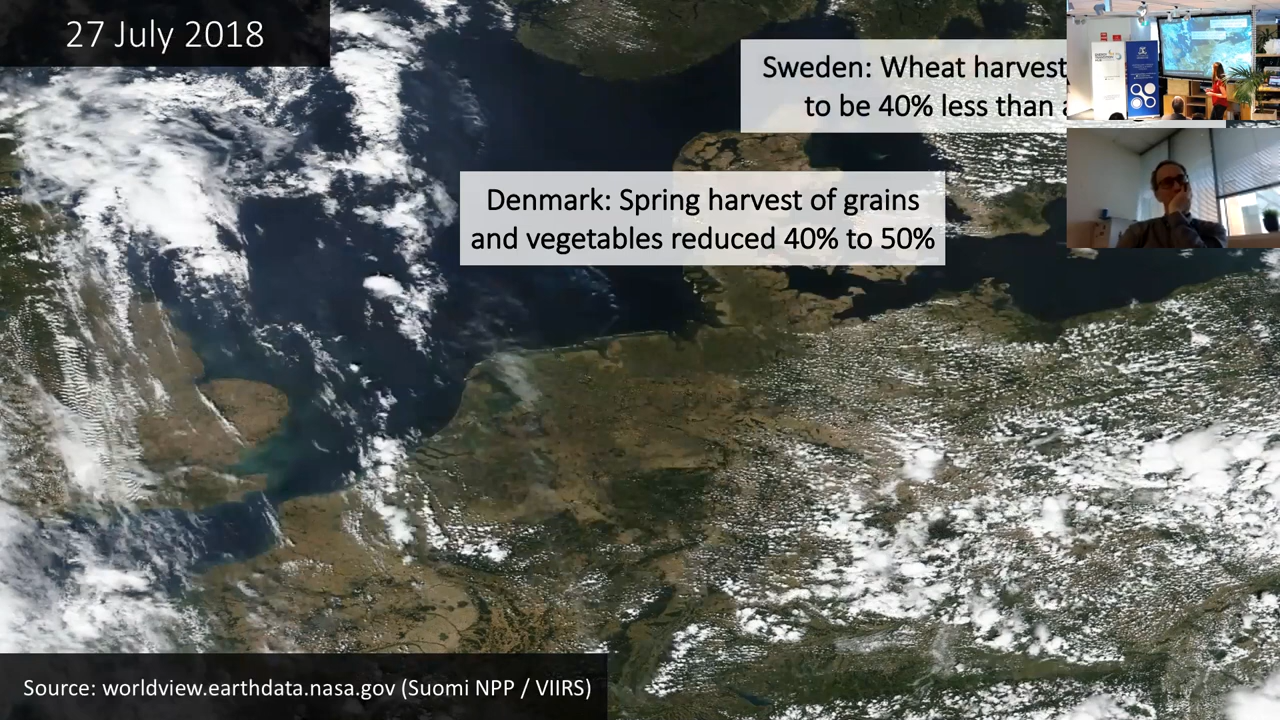 27 July 2018
Sweden: Wheat harvest
to be 40% less than
Denmark: Spring harvest of grains
and vegetables reduced 40% to 50%
Source: worldview.earthdata.nasa.gov (Suomi NPP / VIIRS)